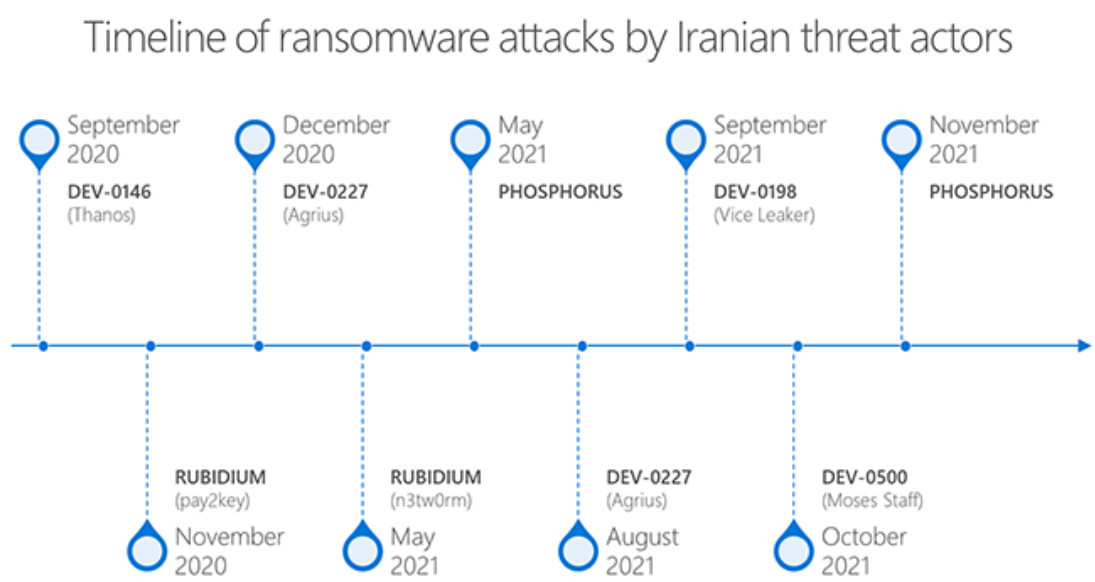 Timeline of ransomware attacks by Iranian threat actors
September
2020
DEV-0146
(Thanos)
December
2020
DEV-0227
(Agrius)
May
2021
PHOSPHORUS
September
2021
DEV-0198
(Vice Leaker)
November
2021
PHOSPHORUS
RUBIDIUM
(pay2key)
November
2020
RUBIDIUM
(n3tw0rm)
May
2021
DEV-0227
(Agrius)
August
2021
DEV-0500
(Moses Staff)
October
2021